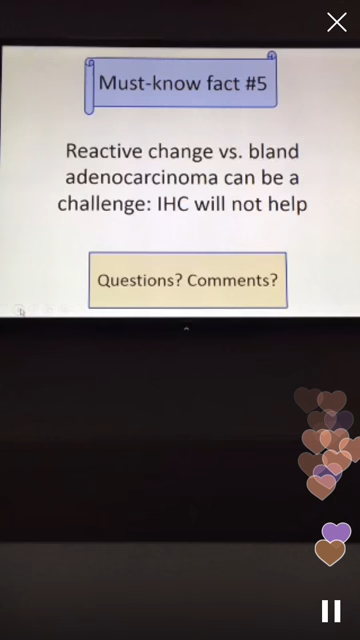 Must-know fact #5
Reactive change vs. bland
adenocarcinoma can be a
challenge: IHC will not help
Questions? Comments?